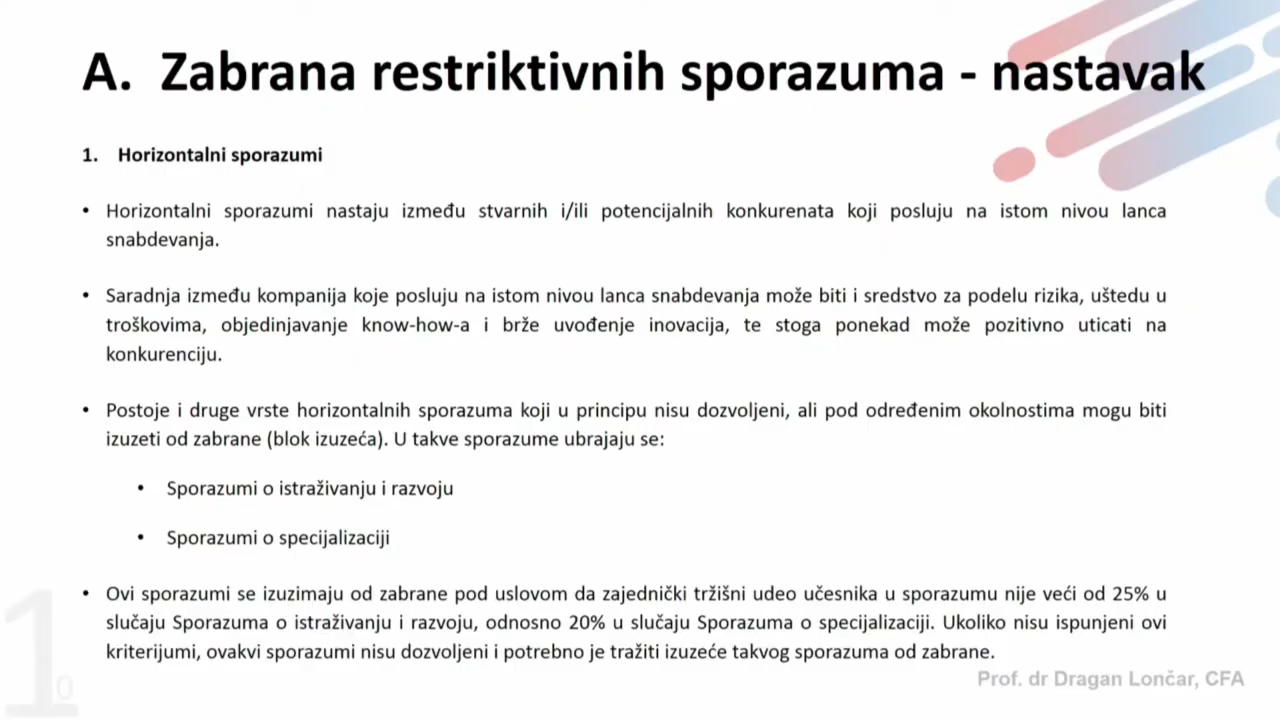 A. Zabrana restriktivnih sporazuma - nastavak
1. Horizontalni sporazumi
• Horizontalni sporazumi nastaju između stvarnih i/ili potencijalnih konkurenata koji posluju na istom nivou lanca
snabdevanja.
• Saradnja između kompanija koje posluju na istom nivou lanca snabdevanja može biti i sredstvo za podelu rizika, uštedu u
troškovima, objedinjavanje know-how-a i brže uvođenje inovacija, te stoga ponekad može pozitivno uticati na
konkurenciju.
• Postoje i druge vrste horizontalnih sporazuma koji u principu nisu dozvoljeni, ali pod određenim okolnostima mogu biti
izuzeti od zabrane (blok izuzeća). U takve sporazume ubrajaju se:
• Sporazumi o istraživanju i razvoju
• Sporazumi o specijalizaciji
• Ovi sporazumi se izuzimaju od zabrane pod uslovom da zajednički tržišni udeo učesnika u sporazumu nije veći od 25% u
slučaju Sporazuma o istraživanju i razvoju, odnosno 20% u slučaju Sporazuma o specijalizaciji. Ukoliko nisu ispunjeni ovi
kriterijumi, ovakvi sporazumi nisu dozvoljeni i potrebno je tražiti izuzeće takvog sporazuma od zabrane.
Prof. dr Dragan Lončar, CFA
10